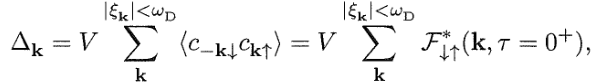 Δ_𝐤 = V ∑_𝐤^{|ξ_𝐤|<ω_D} ⟨c_{−𝐤↓}c_{𝐤↑}⟩ = V ∑_𝐤^{|ξ_𝐤|<ω_D} ℱ*_{↓↑}(𝐤, τ = 0⁺),